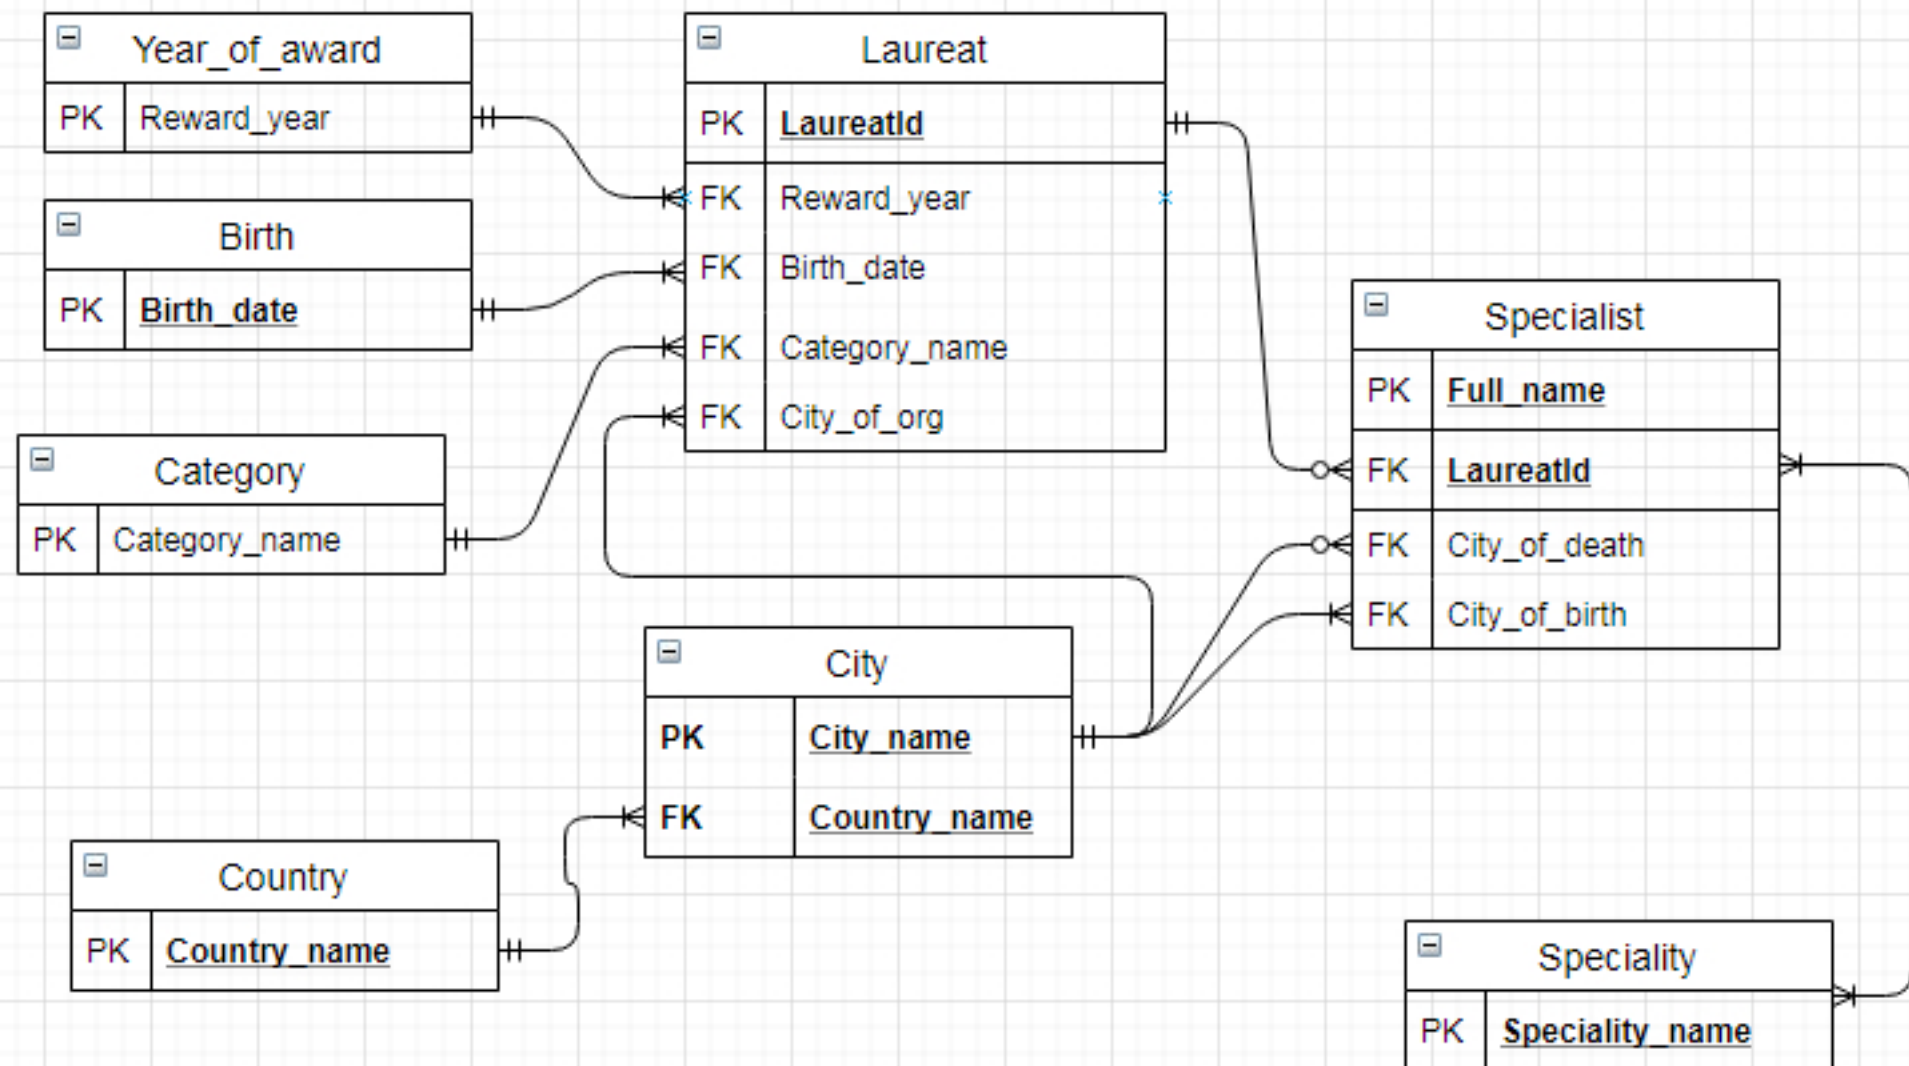 Year_of_award
PK Reward_year
Birth
PK Birth_date
Category
PK Category_name
Laureat
PK LaureatId
FK Reward_year
FK Birth_date
FK Category_name
FK City_of_org
Specialist
PK Full_name
FK LaureatId
FK City_of_death
FK City_of_birth
City
PK City_name
FK Country_name
Country
PK Country_name
Speciality
PK Speciality_name